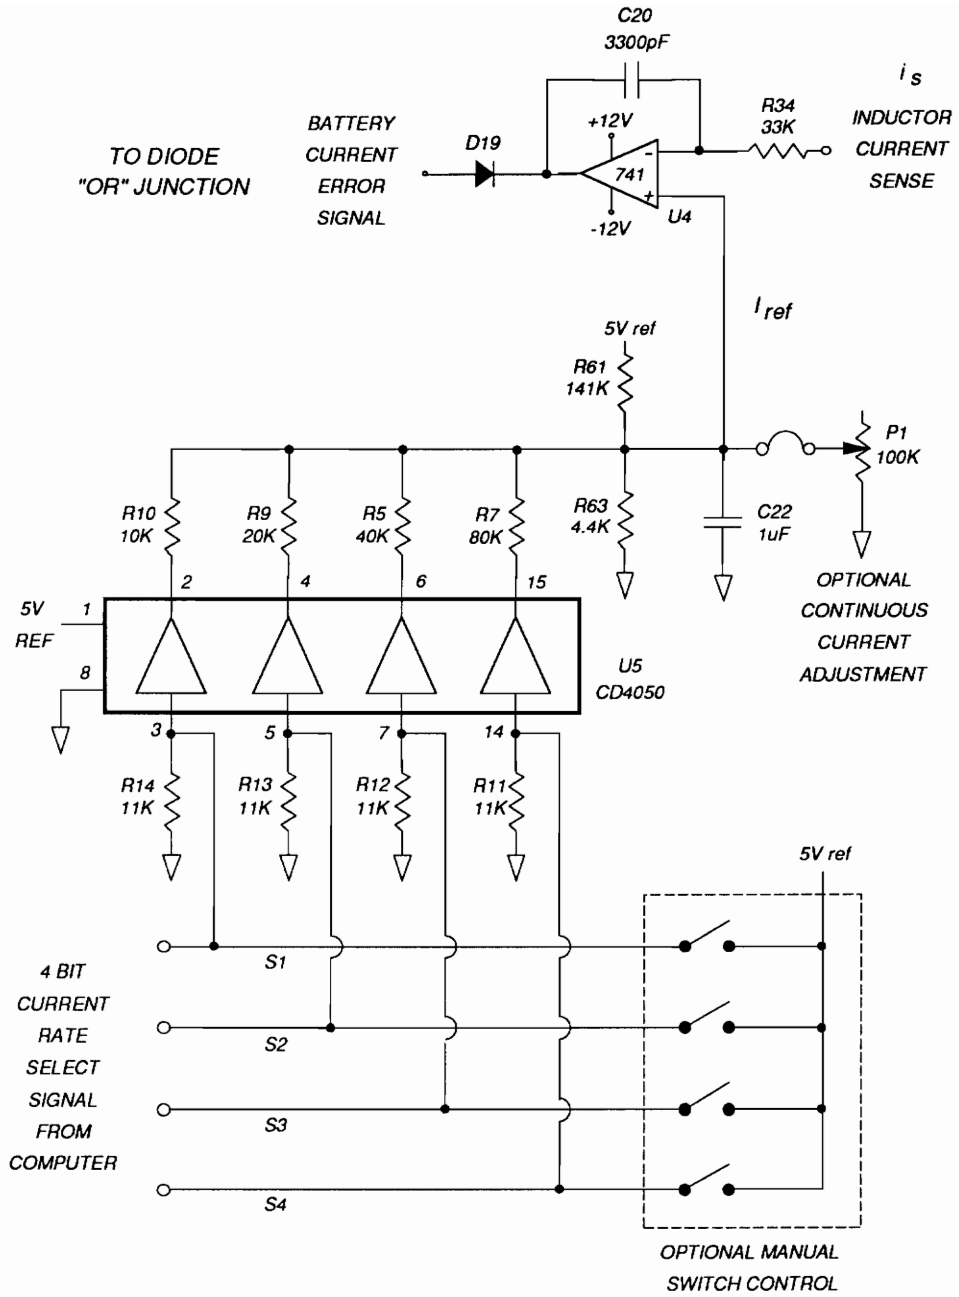 C20
3300pF
i s
+12V
R34
33K
INDUCTOR
CURRENT
SENSE
BATTERY
CURRENT
ERROR
SIGNAL
D19
TO DIODE
"OR" JUNCTION
-
741
+
U4
-12V
I ref
5V ref
R61
141K
P1
100K
R10
10K
R9
20K
R5
40K
R7
80K
R63
4.4K
C22
1uF
2
4
6
15
OPTIONAL
CONTINUOUS
CURRENT
ADJUSTMENT
5V
REF
1
8
U5
CD4050
3
5
7
14
R14
11K
R13
11K
R12
11K
R11
11K
5V ref
4 BIT
CURRENT
RATE
SELECT
SIGNAL
FROM
COMPUTER
S1
S2
S3
S4
OPTIONAL MANUAL
SWITCH CONTROL